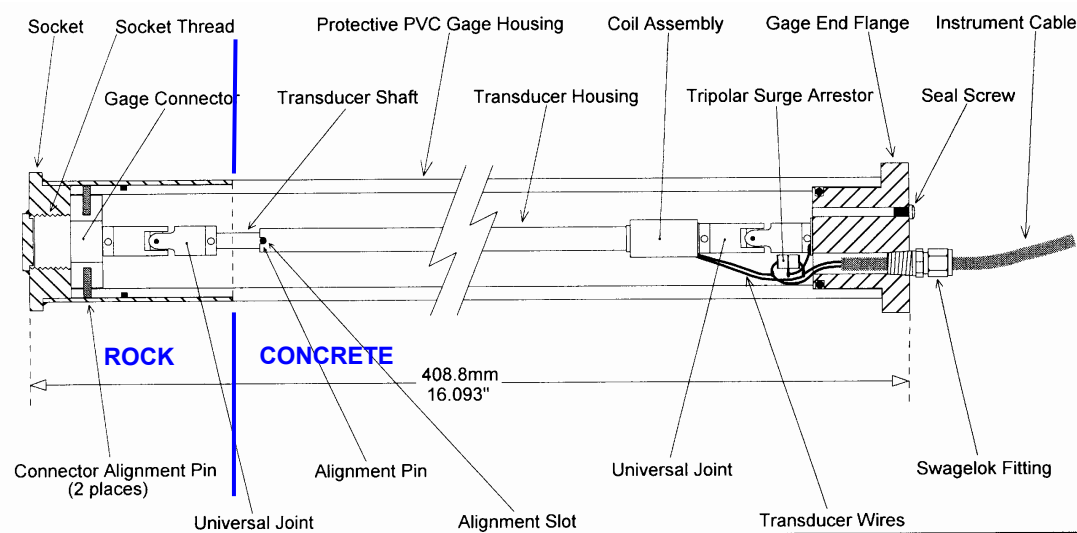 Socket
Socket Thread
Protective PVC Gage Housing
Coil Assembly
Gage End Flange
Instrument Cable
Gage Connector
Transducer Shaft
Transducer Housing
Tripolar Surge Arrestor
Seal Screw
ROCK
CONCRETE
408.8mm
16.093"
Connector Alignment Pin
(2 places)
Alignment Pin
Universal Joint
Swagelok Fitting
Universal Joint
Alignment Slot
Transducer Wires